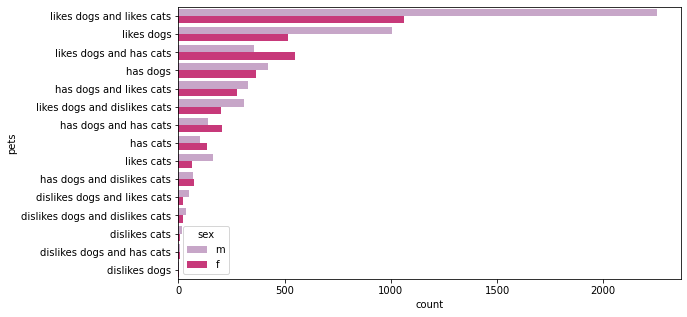 likes dogs and likes cats
likes dogs
likes dogs and has cats
has dogs
has dogs and likes cats
likes dogs and dislikes cats
has dogs and has cats
has cats
likes cats
has dogs and dislikes cats
dislikes dogs and likes cats
dislikes dogs and dislikes cats
dislikes cats
dislikes dogs and has cats
dislikes dogs
pets
sex
m
f
0 500 1000 1500 2000
count